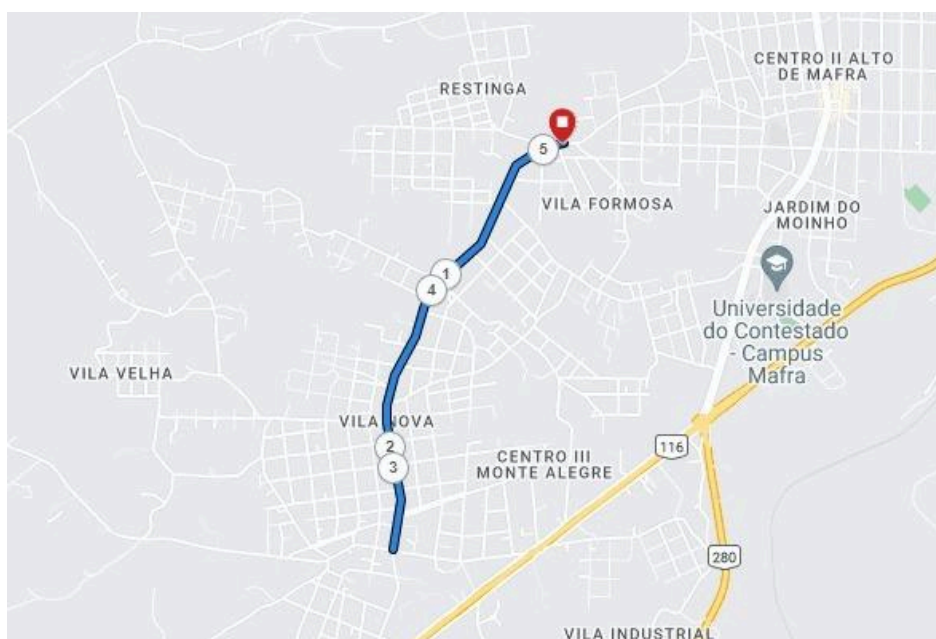 CENTRO II ALTO
DE MAFRA
RESTINGA
5
VILA FORMOSA
JARDIM DO
MOINHO
1
4
Universidade
do Contestado
- Campus
Mafra
VILA VELHA
VILA NOVA
2
3
CENTRO III
MONTE ALEGRE
116
280
VILA INDUSTRIAL